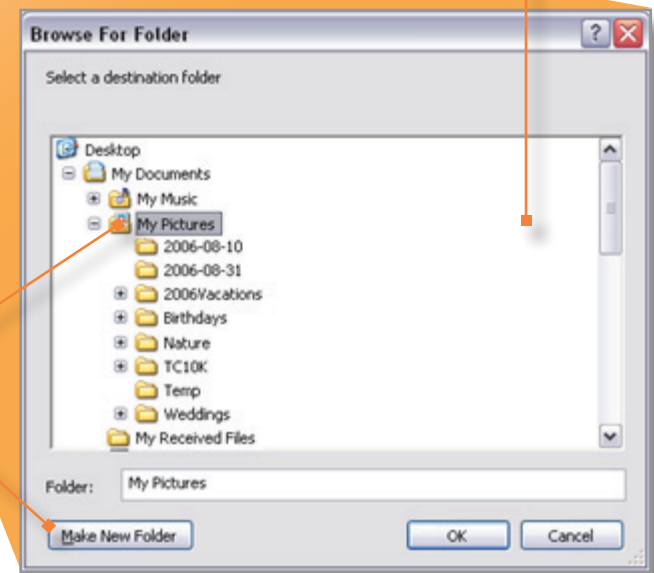 Browse For Folder
Select a destination folder
Desktop
My Documents
My Music
My Pictures
2006-08-10
2006-08-31
2006Vacations
Birthdays
Nature
TC10K
Temp
Weddings
My Received Files
Folder: My Pictures
Make New Folder OK Cancel